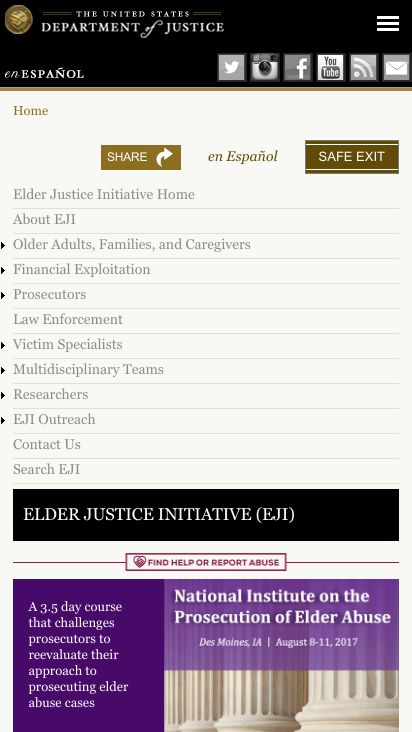 THE UNITED STATES
DEPARTMENT of JUSTICE
en ESPAÑOL
You
Tube
Home
SHARE
en Español
SAFE EXIT
Elder Justice Initiative Home
About EJI
Older Adults, Families, and Caregivers
Financial Exploitation
Prosecutors
Law Enforcement
Victim Specialists
Multidisciplinary Teams
Researchers
EJI Outreach
Contact Us
Search EJI
ELDER JUSTICE INITIATIVE (EJI)
FIND HELP OR REPORT ABUSE
A 3.5 day course
that challenges
prosecutors to
reevaluate their
approach to
prosecuting elder
abuse cases
National Institute on the
Prosecution of Elder Abuse
Des Moines, IA | August 8-11, 2017